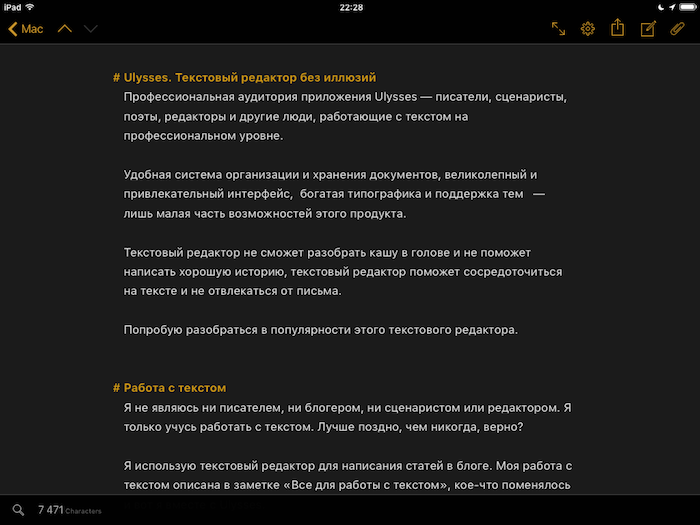 iPad 22:28
Mac
# Ulysses. Текстовый редактор без иллюзий
Профессиональная аудитория приложения Ulysses — писатели, сценаристы,
поэты, редакторы и другие люди, работающие с текстом на
профессиональном уровне.
Удобная система организации и хранения документов, великолепный и
привлекательный интерфейс,  богатая типографика и поддержка тем  —
лишь малая часть возможностей этого продукта.
Текстовый редактор не сможет разобрать кашу в голове и не поможет
написать хорошую историю, текстовый редактор поможет сосредоточиться
на тексте и не отвлекаться от письма.
Попробую разобраться в популярности этого текстового редактора.
# Работа с текстом
Я не являюсь ни писателем, ни блогером, ни сценаристом или редактором. Я
только учусь работать с текстом. Лучше поздно, чем никогда, верно?
Я использую текстовый редактор для написания статей в блоге. Моя работа с
текстом описана в заметке «Все для работы с текстом», кое-что поменялось
7 471 Characters